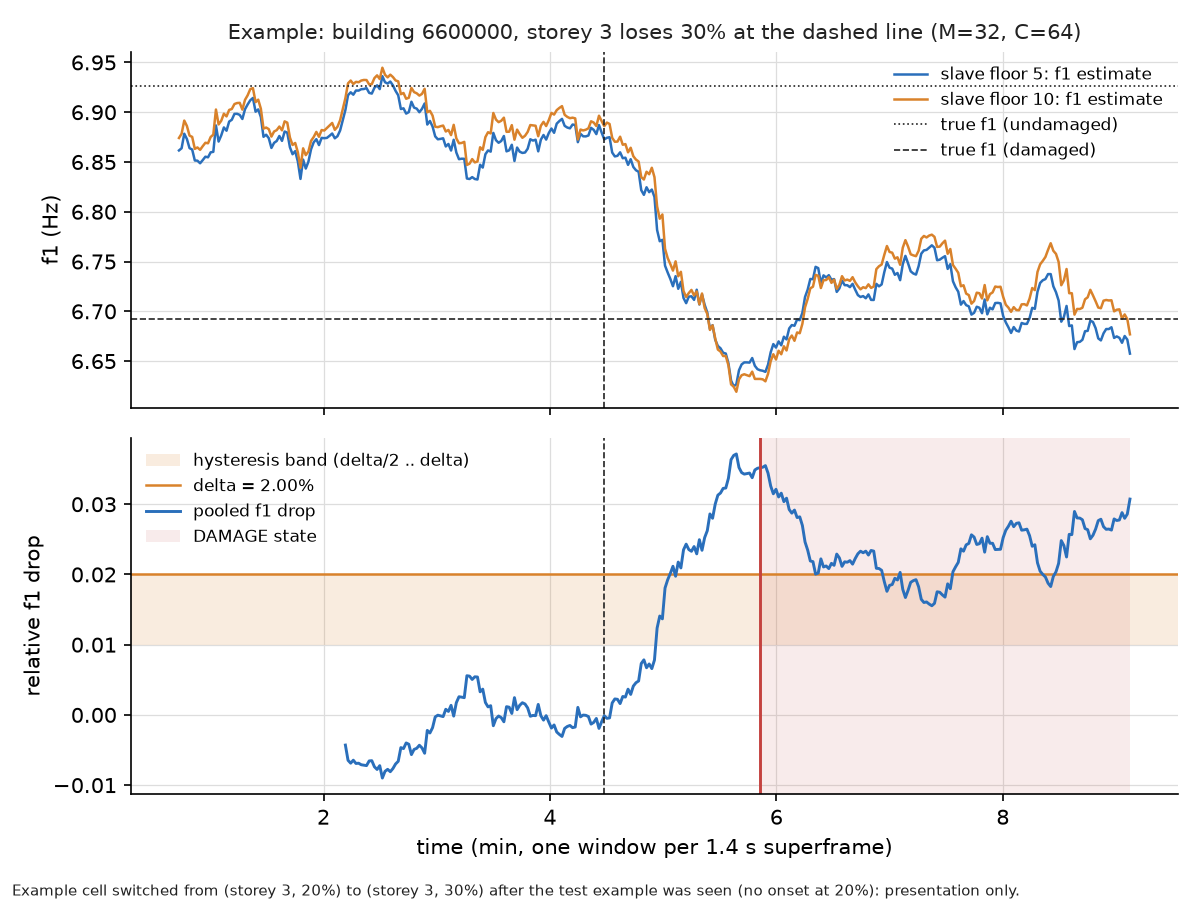 Example: building 6600000, storey 3 loses 30% at the dashed line (M=32, C=64)
f1 (Hz)
6.95
6.90
6.85
6.80
6.75
6.70
6.65
slave floor 5: f1 estimate
slave floor 10: f1 estimate
true f1 (undamaged)
true f1 (damaged)
relative f1 drop
0.03
0.02
0.01
0.00
−0.01
hysteresis band (delta/2 .. delta)
delta = 2.00%
pooled f1 drop
DAMAGE state
2 4 6 8
time (min, one window per 1.4 s superframe)
Example cell switched from (storey 3, 20%) to (storey 3, 30%) after the test example was seen (no onset at 20%): presentation only.